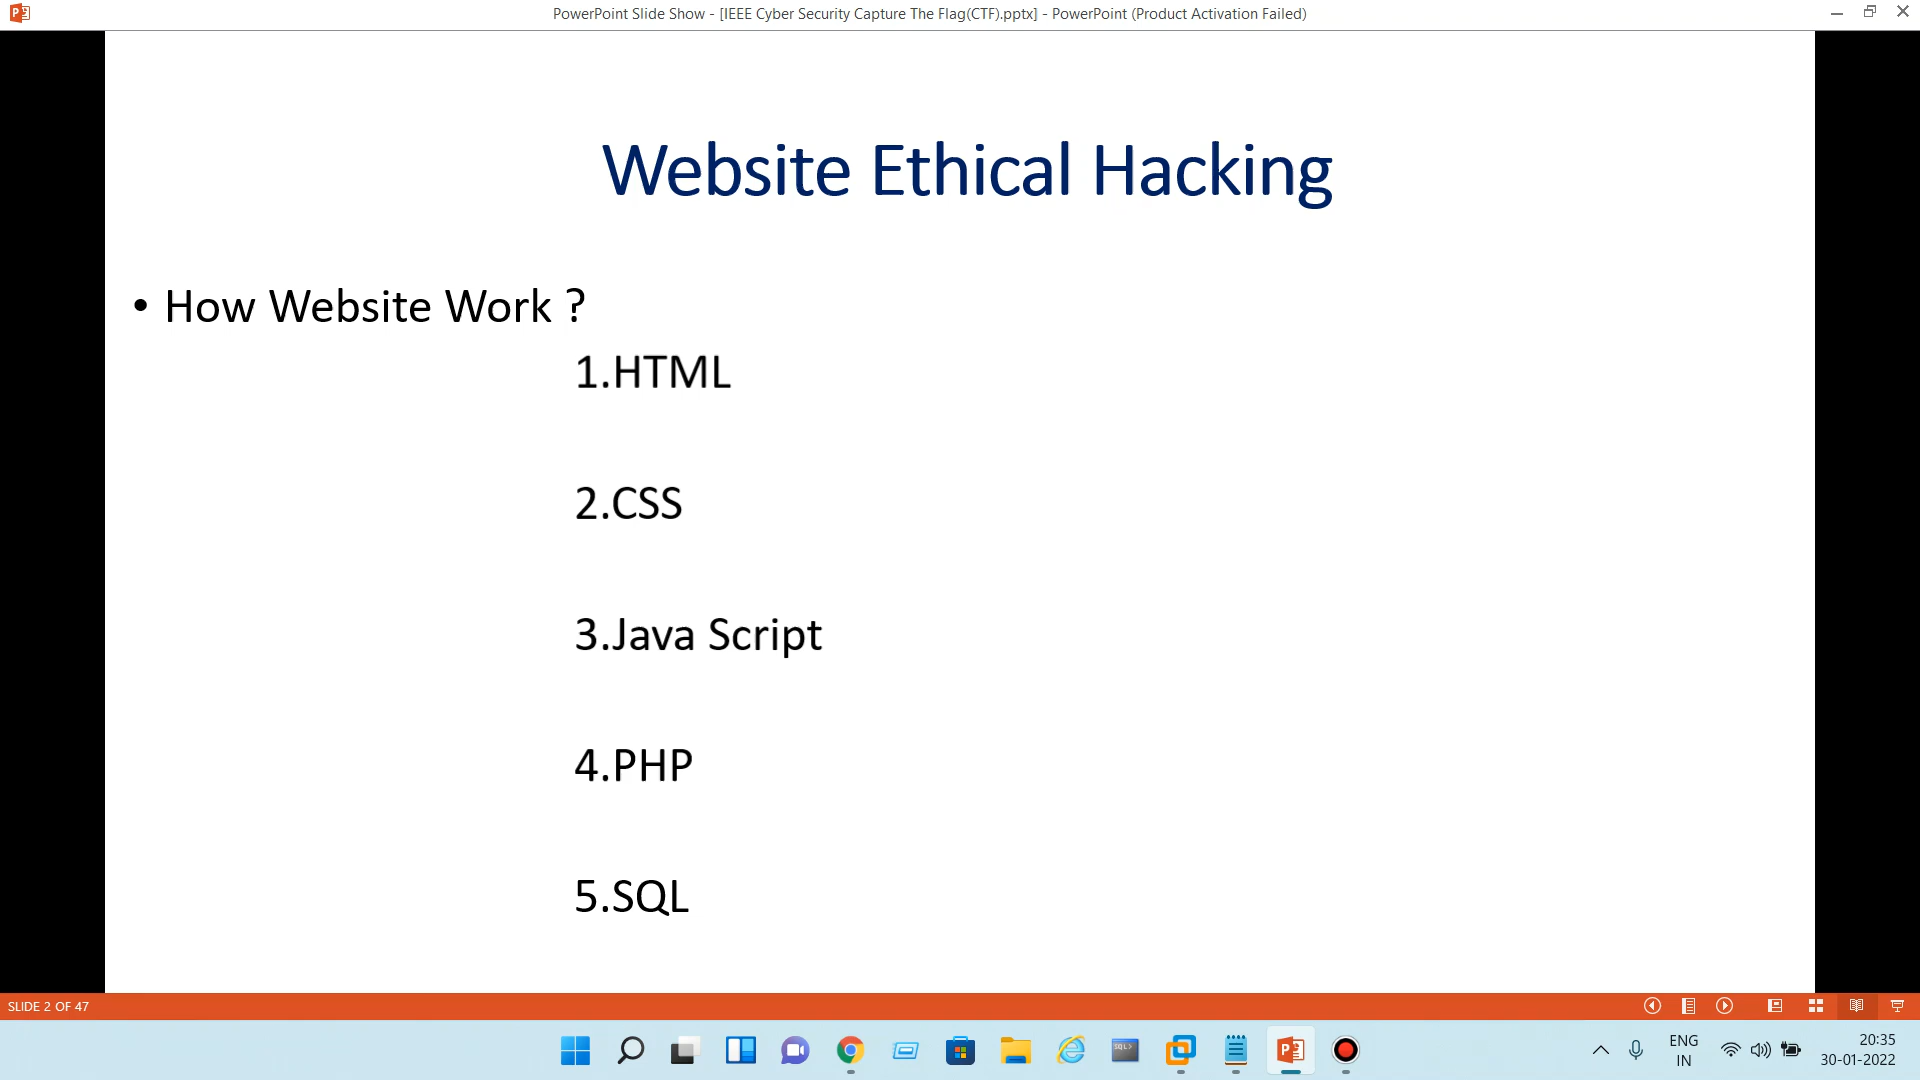 PowerPoint Slide Show - [IEEE Cyber Security Capture The Flag(CTF).pptx] - PowerPoint (Product Activation Failed)
Website Ethical Hacking
• How Website Work ?
1.HTML
2.CSS
3.Java Script
4.PHP
5.SQL
SLIDE 2 OF 47
SQL>
ENG
IN
20:35
30-01-2022